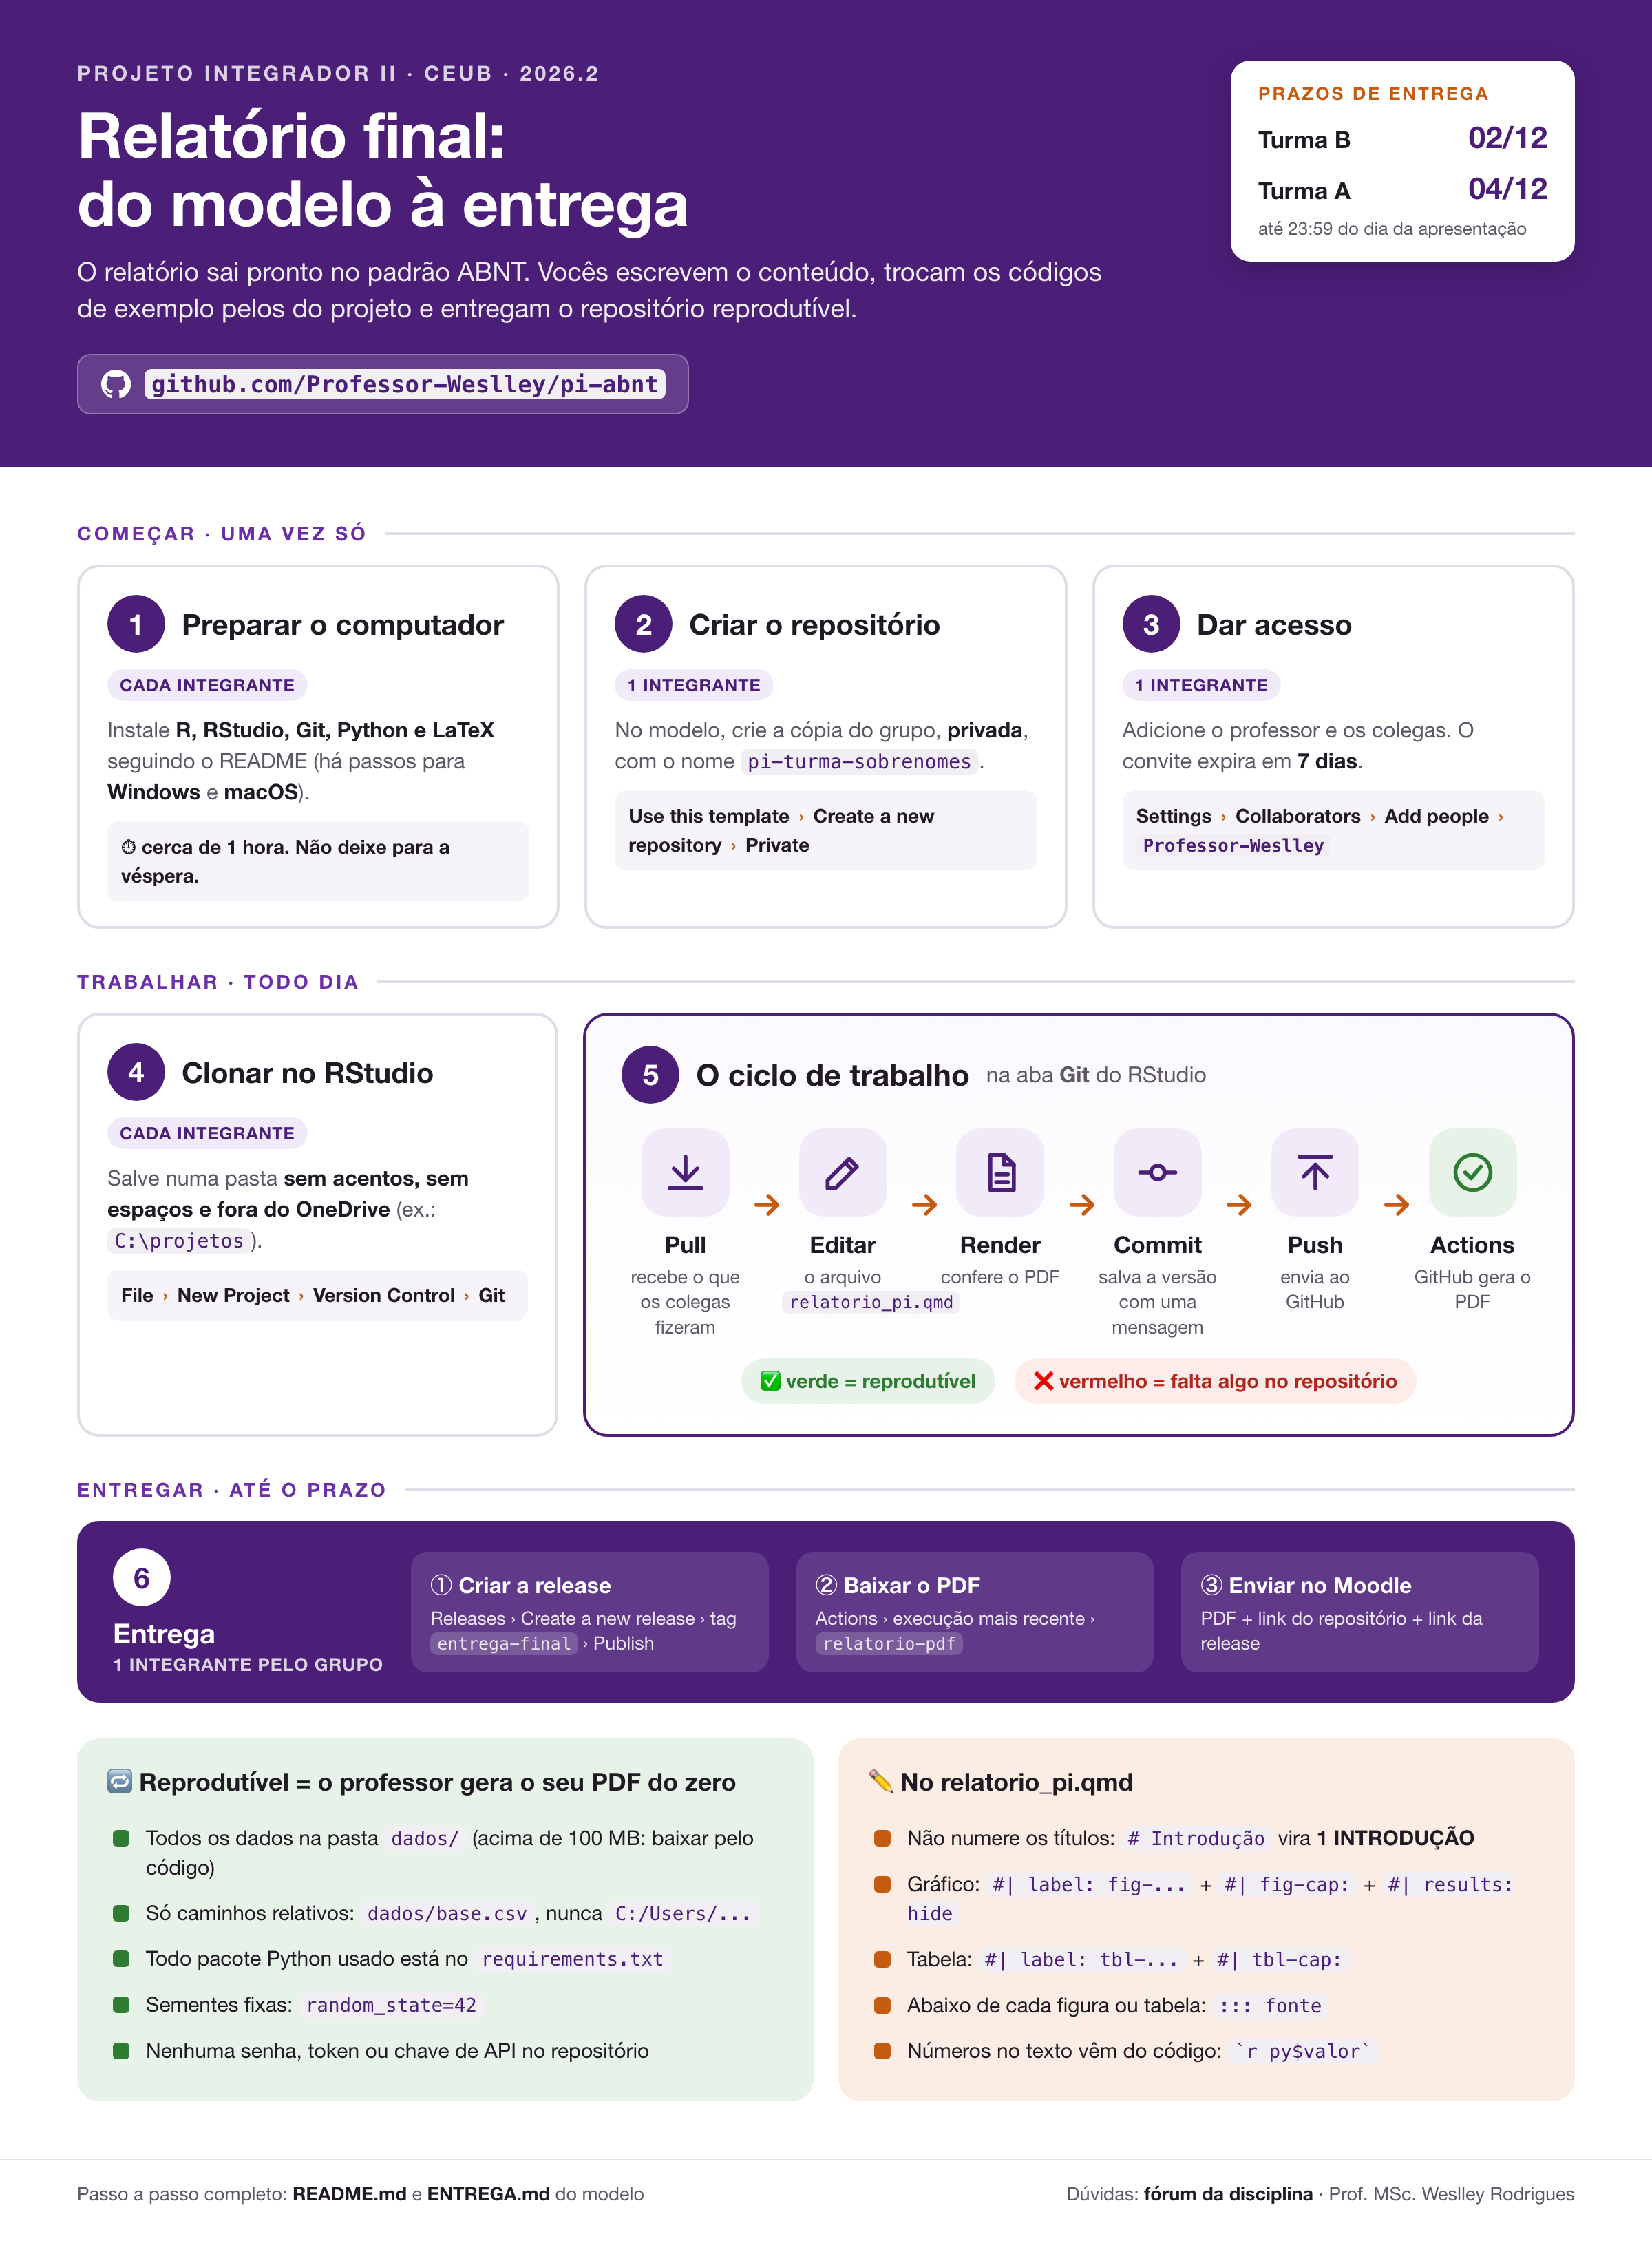 PROJETO INTEGRADOR II · CEUB · 2026.2
Relatório final:
do modelo à entrega
O relatório sai pronto no padrão ABNT. Vocês escrevem o conteúdo, trocam os códigos
de exemplo pelos do projeto e entregam o repositório reprodutível.
github.com/Professor-Weslley/pi-abnt
PRAZOS DE ENTREGA
Turma B 02/12
Turma A 04/12
até 23:59 do dia da apresentação
COMEÇAR · UMA VEZ SÓ
1 Preparar o computador
CADA INTEGRANTE
Instale R, RStudio, Git, Python e LaTeX
seguindo o README (há passos para
Windows e macOS).
⏱ cerca de 1 hora. Não deixe para a
véspera.
2 Criar o repositório
1 INTEGRANTE
No modelo, crie a cópia do grupo, privada,
com o nome pi-turma-sobrenomes.
Use this template › Create a new
repository › Private
3 Dar acesso
1 INTEGRANTE
Adicione o professor e os colegas. O
convite expira em 7 dias.
Settings › Collaborators › Add people ›
Professor-Weslley
TRABALHAR · TODO DIA
4 Clonar no RStudio
CADA INTEGRANTE
Salve numa pasta sem acentos, sem
espaços e fora do OneDrive (ex.:
C:\projetos).
File › New Project › Version Control › Git
5 O ciclo de trabalho na aba Git do RStudio
Pull
recebe o que
os colegas
fizeram
→
Editar
o arquivo
relatorio_pi.qmd
→
Render
confere o PDF
→
Commit
salva a versão
com uma
mensagem
→
Push
envia ao
GitHub
→
Actions
GitHub gera o
PDF
✅ verde = reprodutível
❌ vermelho = falta algo no repositório
ENTREGAR · ATÉ O PRAZO
6
Entrega
1 INTEGRANTE PELO GRUPO
① Criar a release
Releases › Create a new release › tag
entrega-final › Publish
② Baixar o PDF
Actions › execução mais recente ›
relatorio-pdf
③ Enviar no Moodle
PDF + link do repositório + link da
release
🔁 Reprodutível = o professor gera o seu PDF do zero
Todos os dados na pasta dados/ (acima de 100 MB: baixar pelo
código)
Só caminhos relativos: dados/base.csv, nunca C:/Users/...
Todo pacote Python usado está no requirements.txt
Sementes fixas: random_state=42
Nenhuma senha, token ou chave de API no repositório
✏️ No relatorio_pi.qmd
Não numere os títulos: # Introdução vira 1 INTRODUÇÃO
Gráfico: #| label: fig-... + #| fig-cap: + #| results:
hide
Tabela: #| label: tbl-... + #| tbl-cap:
Abaixo de cada figura ou tabela: ::: fonte
Números no texto vêm do código: `r py$valor`
Passo a passo completo: README.md e ENTREGA.md do modelo
Dúvidas: fórum da disciplina · Prof. MSc. Weslley Rodrigues